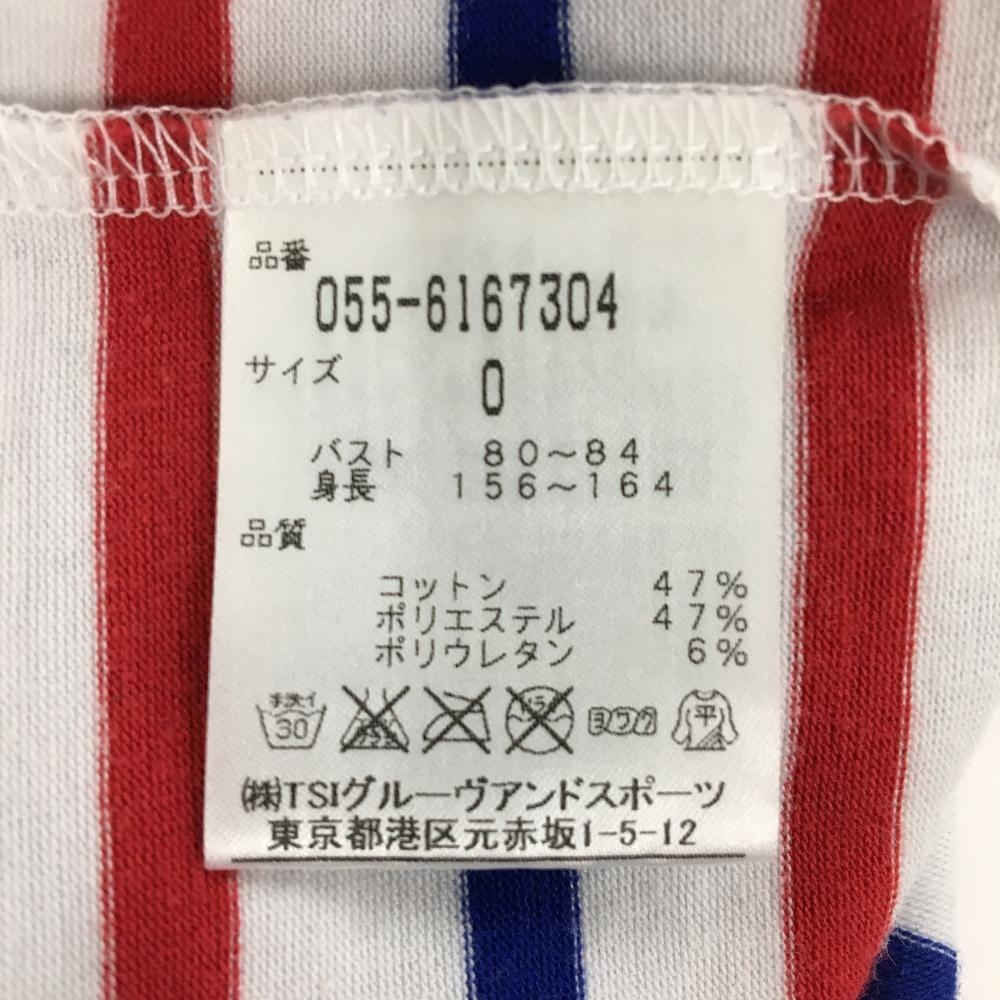 品番
055-6167304
サイズ 0
バスト 80〜84
身長 156〜164
品質
コットン 47%
ポリエステル 47%
ポリウレタン 6%
手洗イ 30 エンソ ヨワク 平
㈱TSIグルーヴアンドスポーツ
東京都港区元赤坂1-5-12